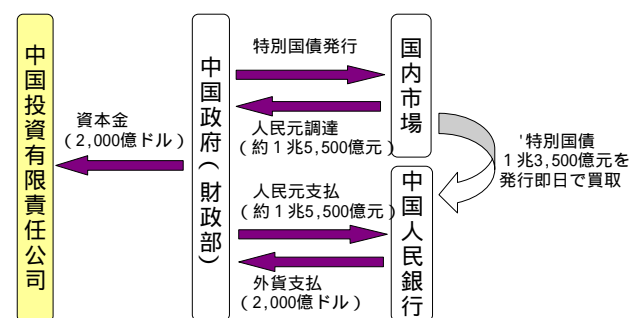 中国投資有限責任公司
資本金
(2,000億ドル)
中国政府(財政部)
特別国債発行
人民元調達
(約1兆5,500億元)
人民元支払
(約1兆5,500億元)
外貨支払
(2,000億ドル)
国内市場
中国人民銀行
'特別国債
1兆3,500億元を
発行即日で買取